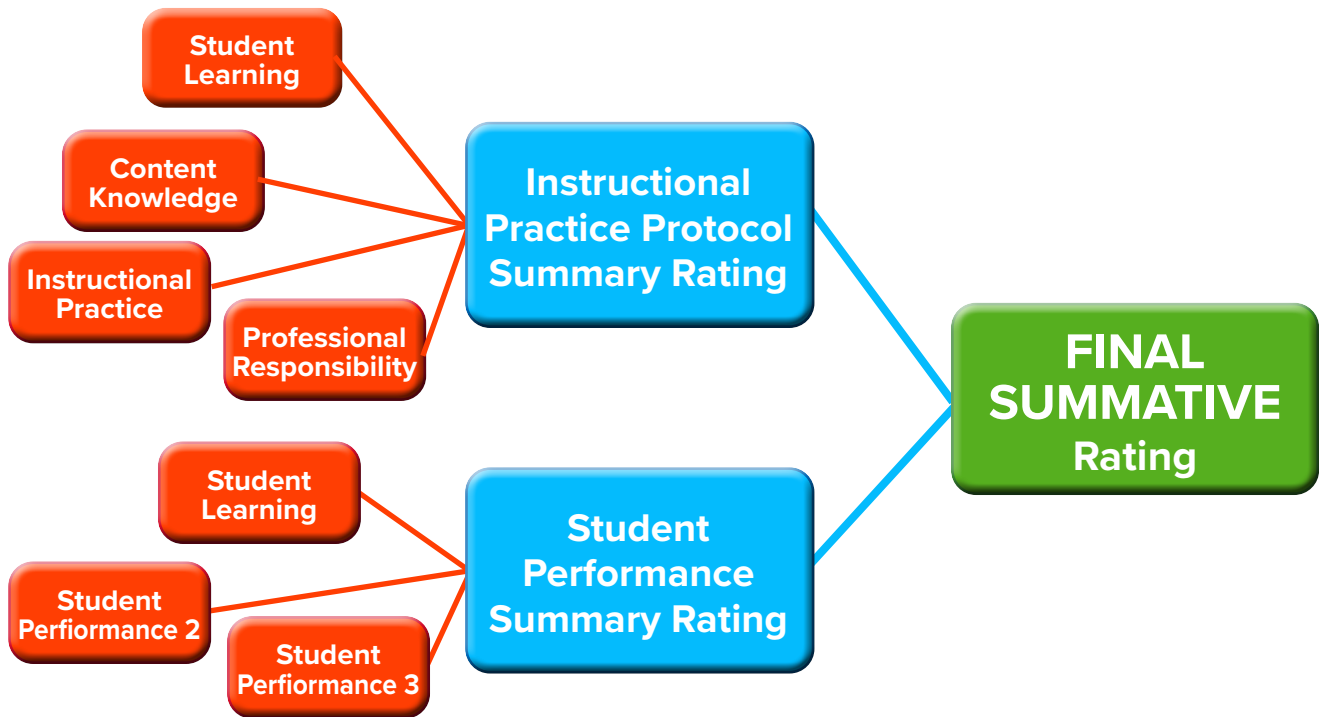 Student
Learning
Content
Knowledge
Instructional
Practice
Professional
Responsibility
Instructional
Practice Protocol
Summary Rating
Student
Learning
Student
Perfiormance 2
Student
Perfiormance 3
Student
Performance
Summary Rating
FINAL
SUMMATIVE
Rating